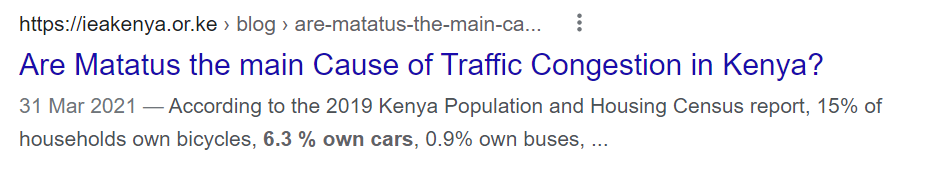 https://ieakenya.or.ke › blog › are-matatus-the-main-ca...
Are Matatus the main Cause of Traffic Congestion in Kenya?
31 Mar 2021 — According to the 2019 Kenya Population and Housing Census report, 15% of
households own bicycles, 6.3 % own cars, 0.9% own buses, ...